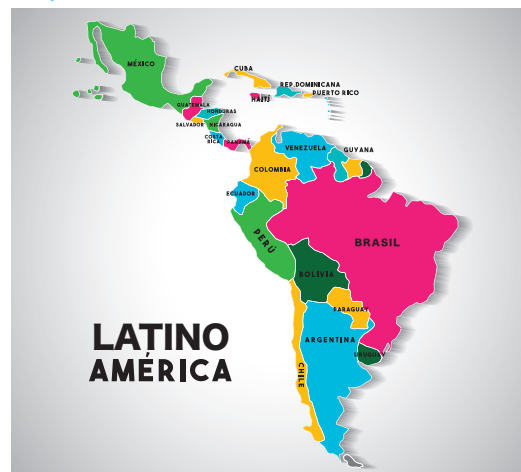 MÉXICO
CUBA
REP. DOMINICANA
PUERTO RICO
HAITÍ
GUATEMALA
HONDURAS
SALVADOR
NICARAGUA
COSTA
RICA
PANAMÁ
VENEZUELA
GUYANA
COLOMBIA
ECUADOR
PERÚ
BRASIL
BOLIVIA
PARAGUAY
ARGENTINA
URUGUAY
CHILE
LATINO
AMÉRICA